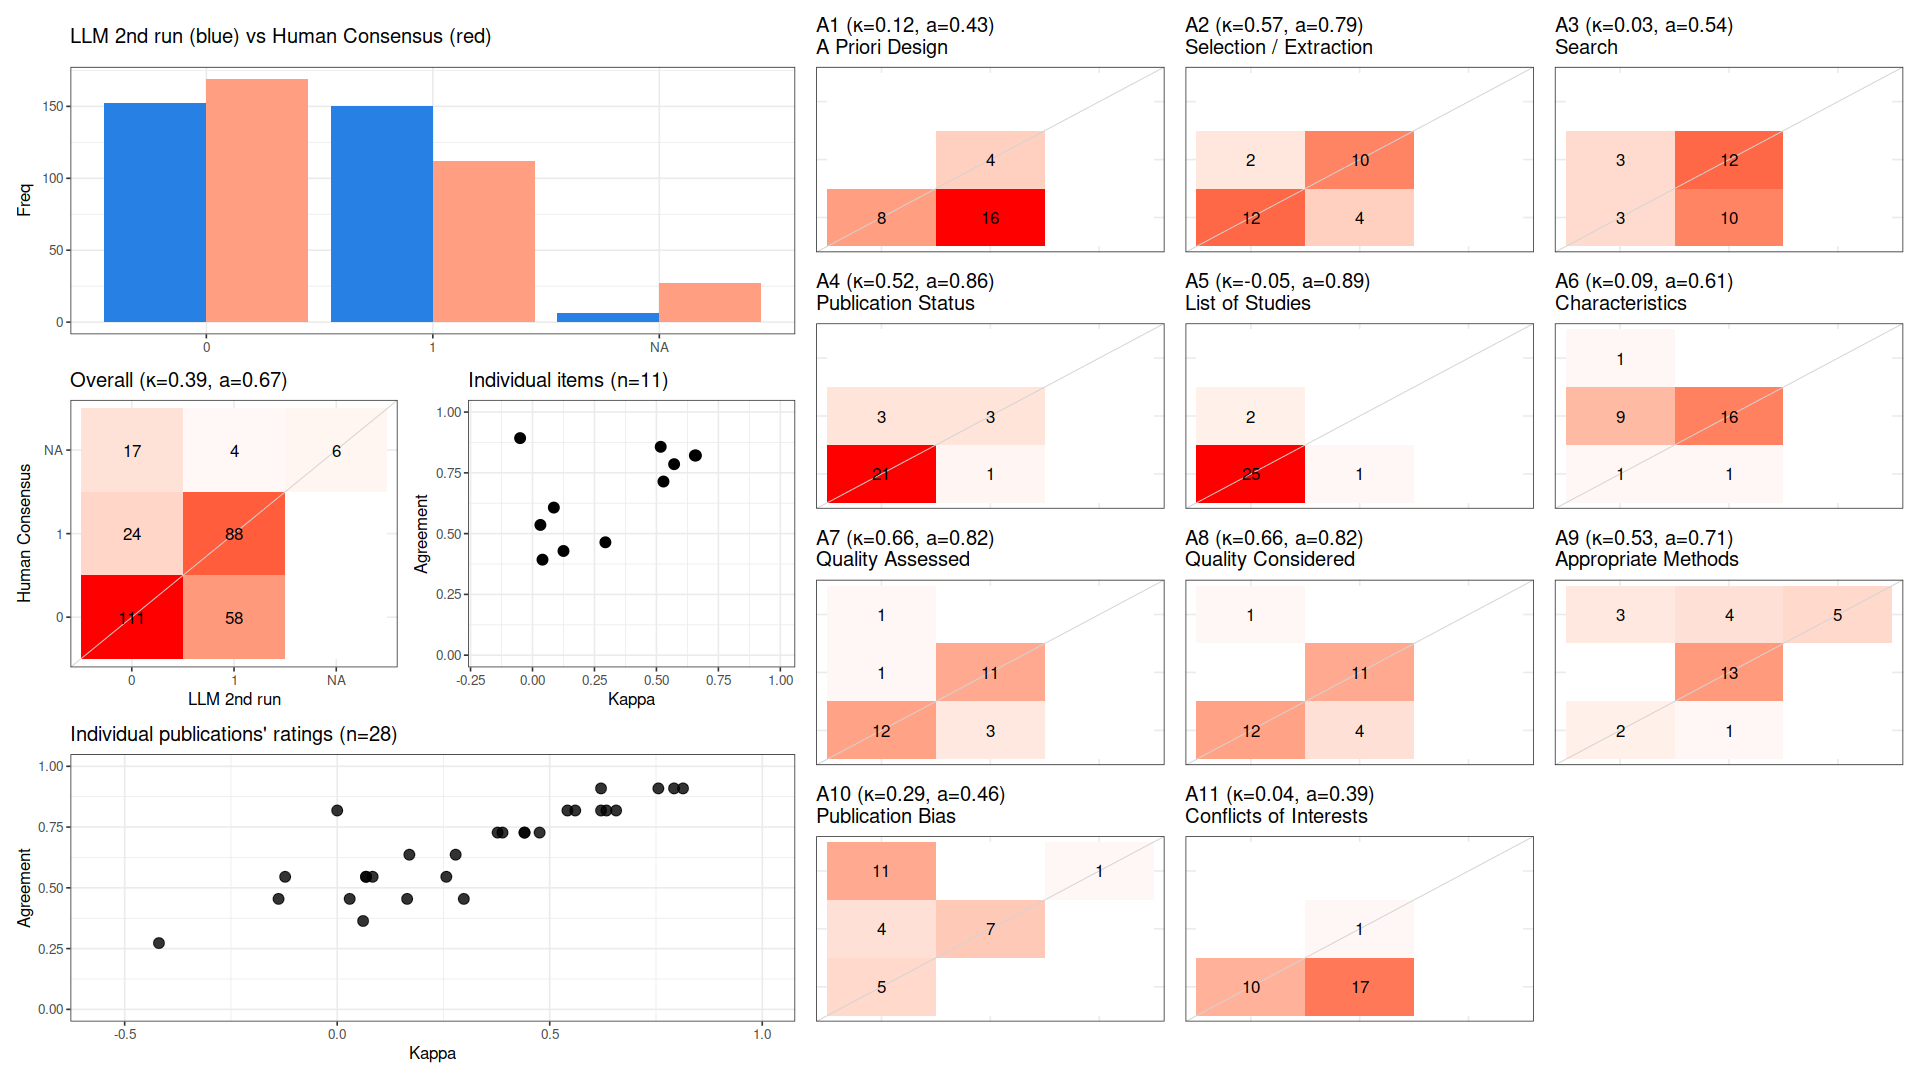 LLM 2nd run (blue) vs Human Consensus (red)
Freq
150
100
50
0
0 1 NA
Overall (κ=0.39, a=0.67)
Human Consensus
NA
1
0
17 4 6
24 88
111 58
0 1 NA
LLM 2nd run
Individual items (n=11)
Agreement
1.00
0.75
0.50
0.25
0.00
-0.25 0.00 0.25 0.50 0.75 1.00
Kappa
Individual publications' ratings (n=28)
Agreement
1.00
0.75
0.50
0.25
0.00
-0.5 0.0 0.5 1.0
Kappa
A1 (κ=0.12, a=0.43)
A Priori Design
4
8 16
A2 (κ=0.57, a=0.79)
Selection / Extraction
2 10
12 4
A3 (κ=0.03, a=0.54)
Search
3 12
3 10
A4 (κ=0.52, a=0.86)
Publication Status
3 3
21 1
A5 (κ=-0.05, a=0.89)
List of Studies
2
25 1
A6 (κ=0.09, a=0.61)
Characteristics
1
9 16
1 1
A7 (κ=0.66, a=0.82)
Quality Assessed
1
1 11
12 3
A8 (κ=0.66, a=0.82)
Quality Considered
1
11
12 4
A9 (κ=0.53, a=0.71)
Appropriate Methods
3 4 5
13
2 1
A10 (κ=0.29, a=0.46)
Publication Bias
11 1
4 7
5
A11 (κ=0.04, a=0.39)
Conflicts of Interests
1
10 17